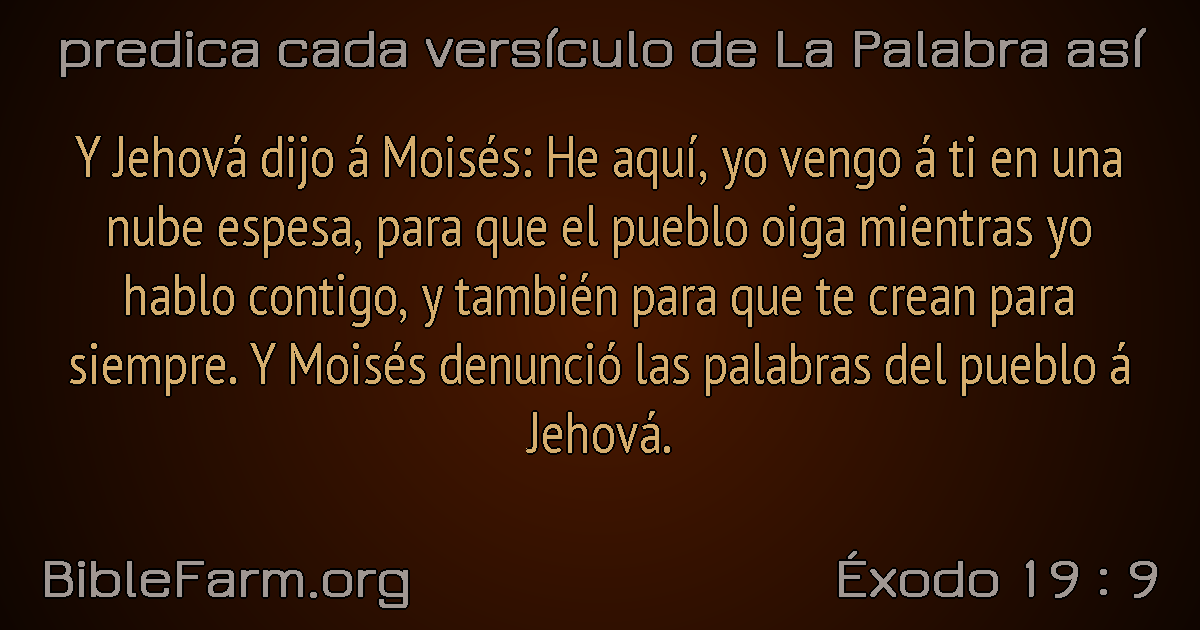 predica cada versículo de La Palabra así
Y Jehová dijo á Moisés: He aquí, yo vengo á ti en una
nube espesa, para que el pueblo oiga mientras yo
hablo contigo, y también para que te crean para
siempre. Y Moisés denunció las palabras del pueblo á
Jehová.
BibleFarm.org
Éxodo 19 : 9